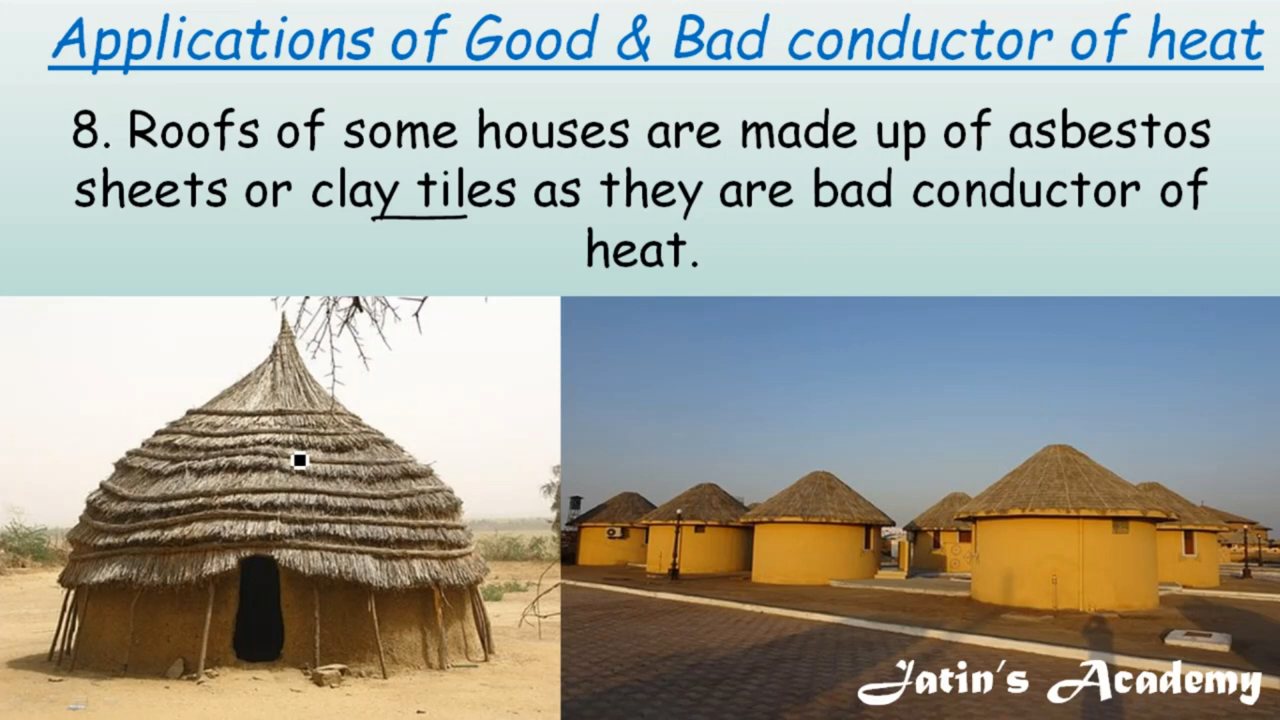 Applications of Good & Bad conductor of heat
8. Roofs of some houses are made up of asbestos
sheets or clay tiles as they are bad conductor of
heat.
Jatin's Academy